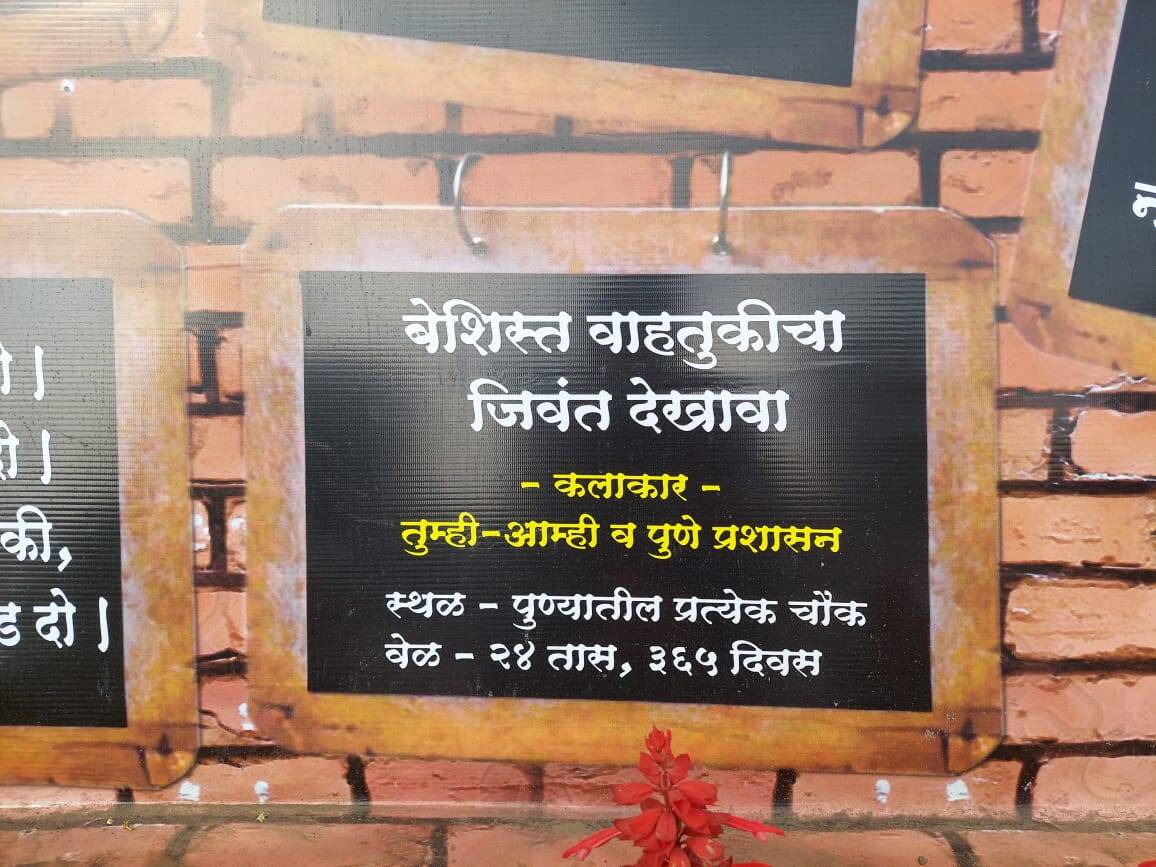 बेशिस्त वाहतुकीचा
जिवंत देखावा
- कलाकार -
तुम्ही-आम्ही व पुणे प्रशासन
स्थळ - पुण्यातील प्रत्येक चौक
वेळ - २४ तास, ३६५ दिवस
की,
दो |